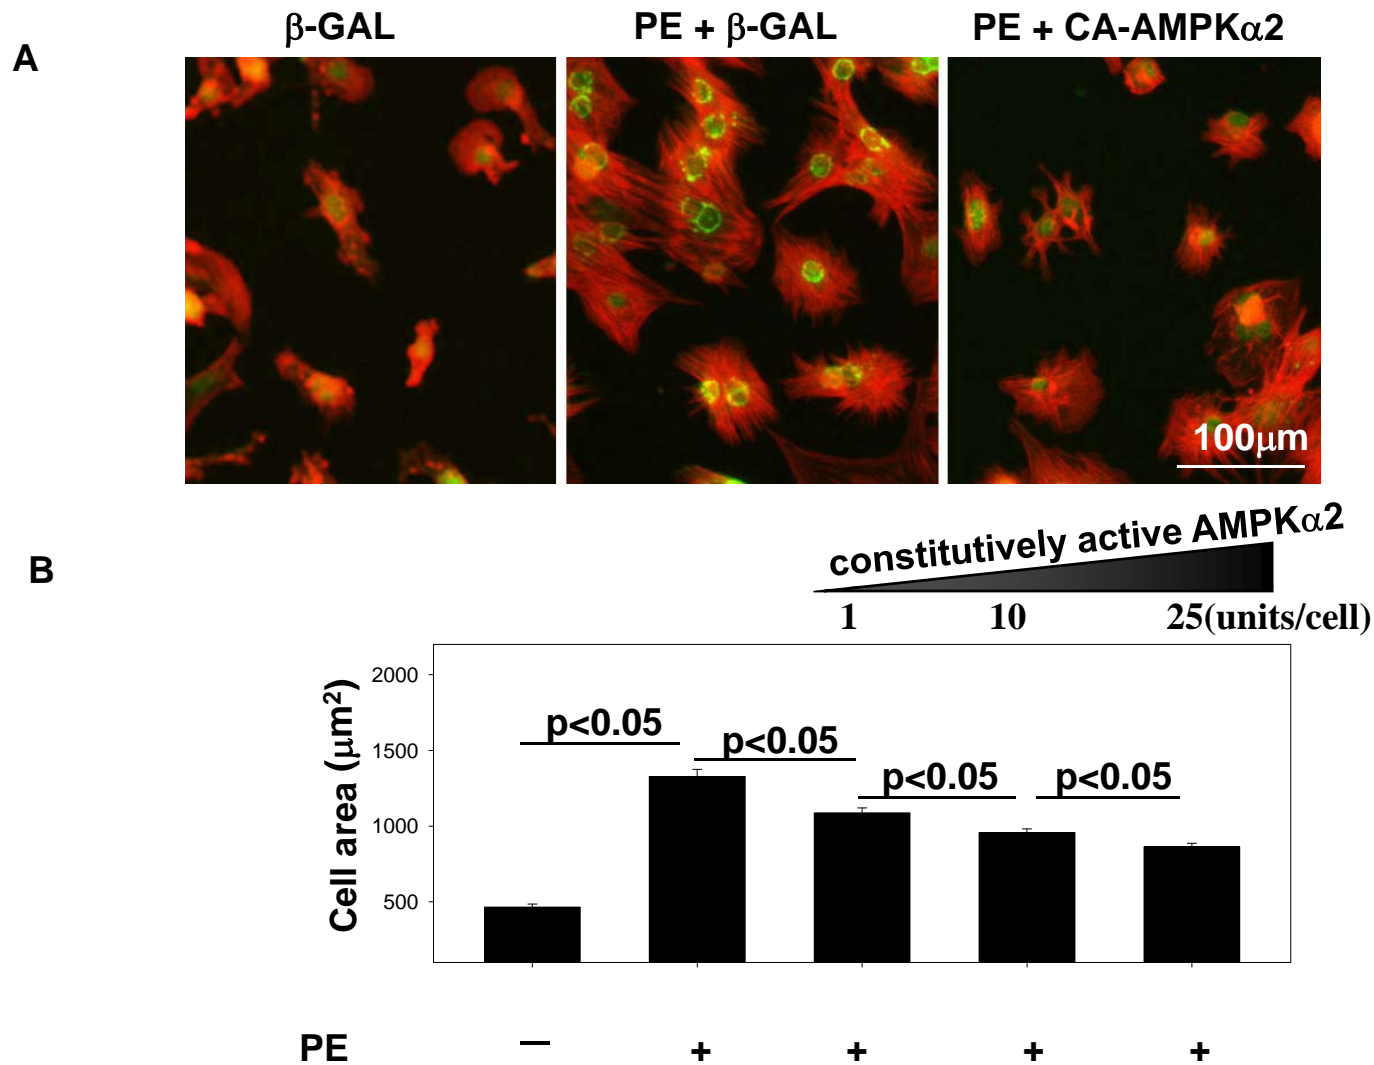 A
β-GAL PE + β-GAL PE + CA-AMPKα2
100μm
B
constitutively active AMPKα2
1 10 25(units/cell)
Cell area (μm²)
2000
1500
1000
500
p<0.05 p<0.05 p<0.05 p<0.05
PE − + + + +